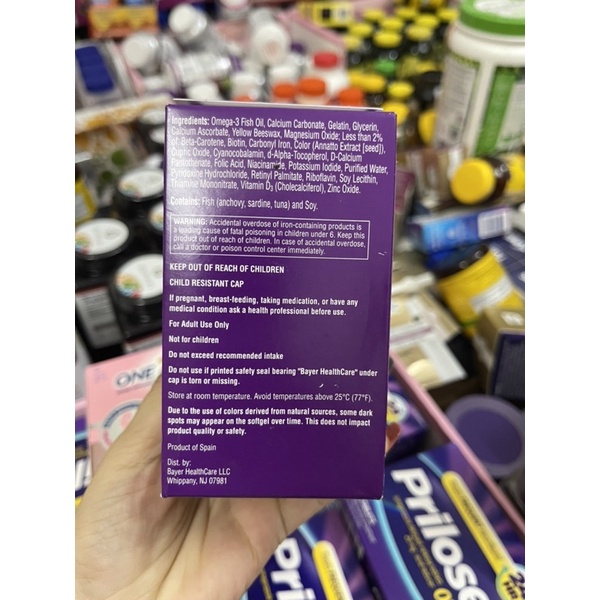 Ingredients: Omega-3 Fish Oil, Calcium Carbonate, Gelatin, Glycerin,
Calcium Ascorbate, Yellow Beeswax, Magnesium Oxide; Less than 2%
of: Beta-Carotene, Biotin, Carbonyl Iron, Color (Annatto Extract [seed]),
Cupric Oxide, Cyanocobalamin, d-Alpha-Tocopherol, D-Calcium
Pantothenate, Folic Acid, Niacinamide, Potassium Iodide, Purified Water,
Pyridoxine Hydrochloride, Retinyl Palmitate, Riboflavin, Soy Lecithin,
Thiamine Mononitrate, Vitamin D3 (Cholecalciferol), Zinc Oxide.
Contains: Fish (anchovy, sardine, tuna) and Soy.
WARNING: Accidental overdose of iron-containing products is
a leading cause of fatal poisoning in children under 6. Keep this
product out of reach of children. In case of accidental overdose,
call a doctor or poison control center immediately.
KEEP OUT OF REACH OF CHILDREN
CHILD RESISTANT CAP
If pregnant, breast-feeding, taking medication, or have any
medical condition ask a health professional before use.
For Adult Use Only
Not for children
Do not exceed recommended intake
Do not use if printed safety seal bearing "Bayer HealthCare" under
cap is torn or missing.
Store at room temperature. Avoid temperatures above 25°C (77°F).
Due to the use of colors derived from natural sources, some dark
spots may appear on the softgel over time. This does not impact
product quality or safety.
Product of Spain
Dist. by:
Bayer HealthCare LLC
Whippany, NJ 07981
ONE
Prilose
Pril